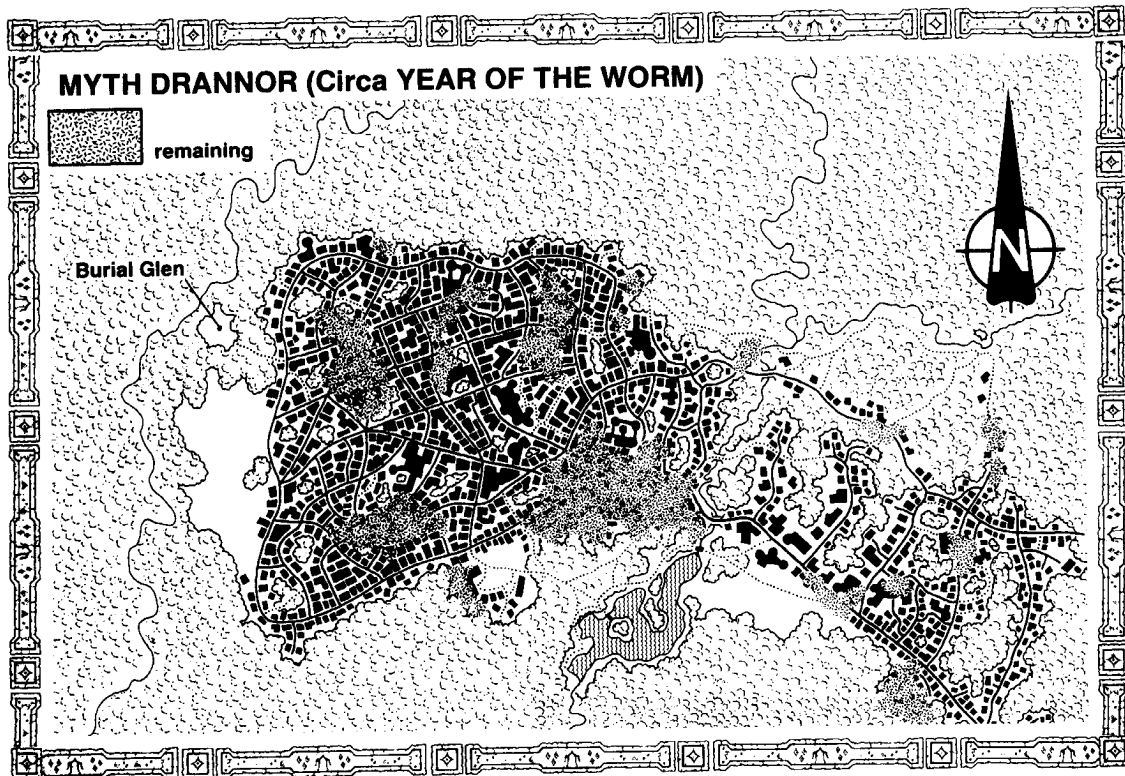 MYTH DRANNOR (Circa YEAR OF THE WORM)
remaining
Burial Glen
N